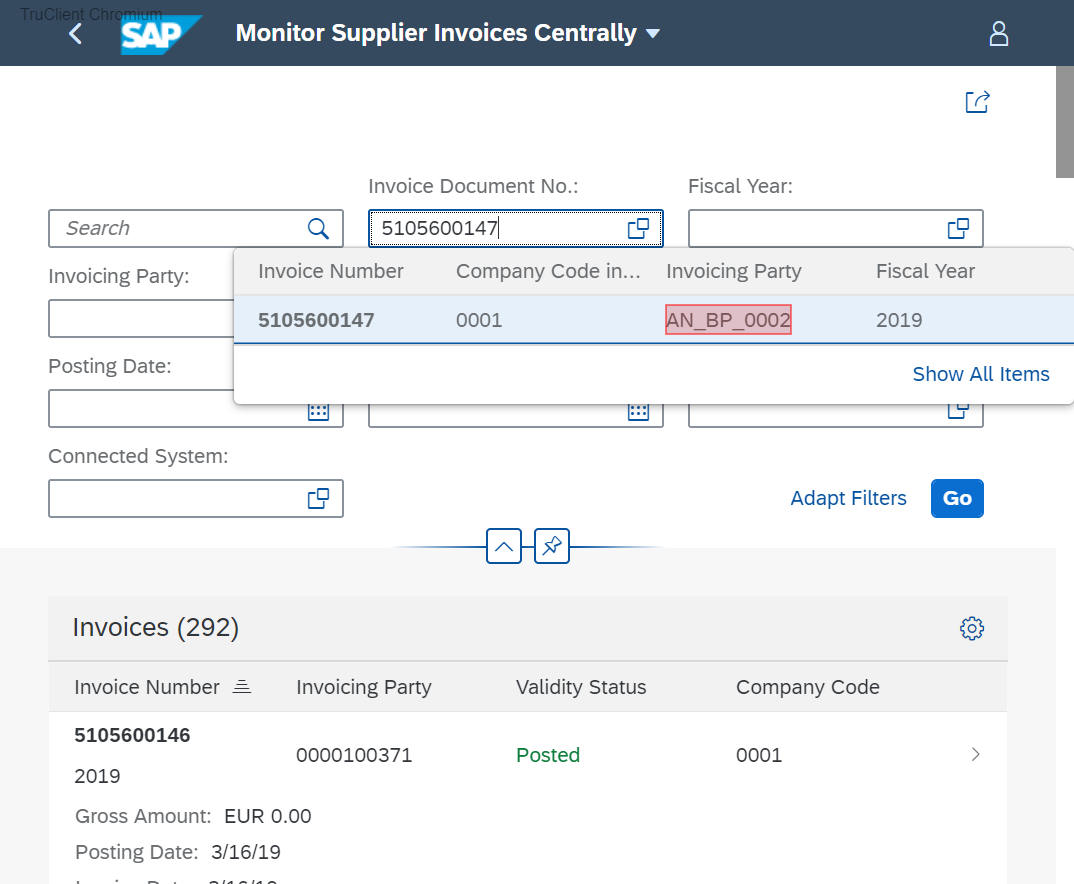 TruClient Chromium
SAP Monitor Supplier Invoices Centrally
Invoice Document No.: Fiscal Year:
Search 5105600147
Invoicing Party: Invoice Number Company Code in... Invoicing Party Fiscal Year
5105600147 0001 AN_BP_0002 2019
Posting Date:
Show All Items
Connected System:
Adapt Filters Go
Invoices (292)
Invoice Number Invoicing Party Validity Status Company Code
5105600146
0000100371 Posted 0001
2019
Gross Amount: EUR 0.00
Posting Date: 3/16/19